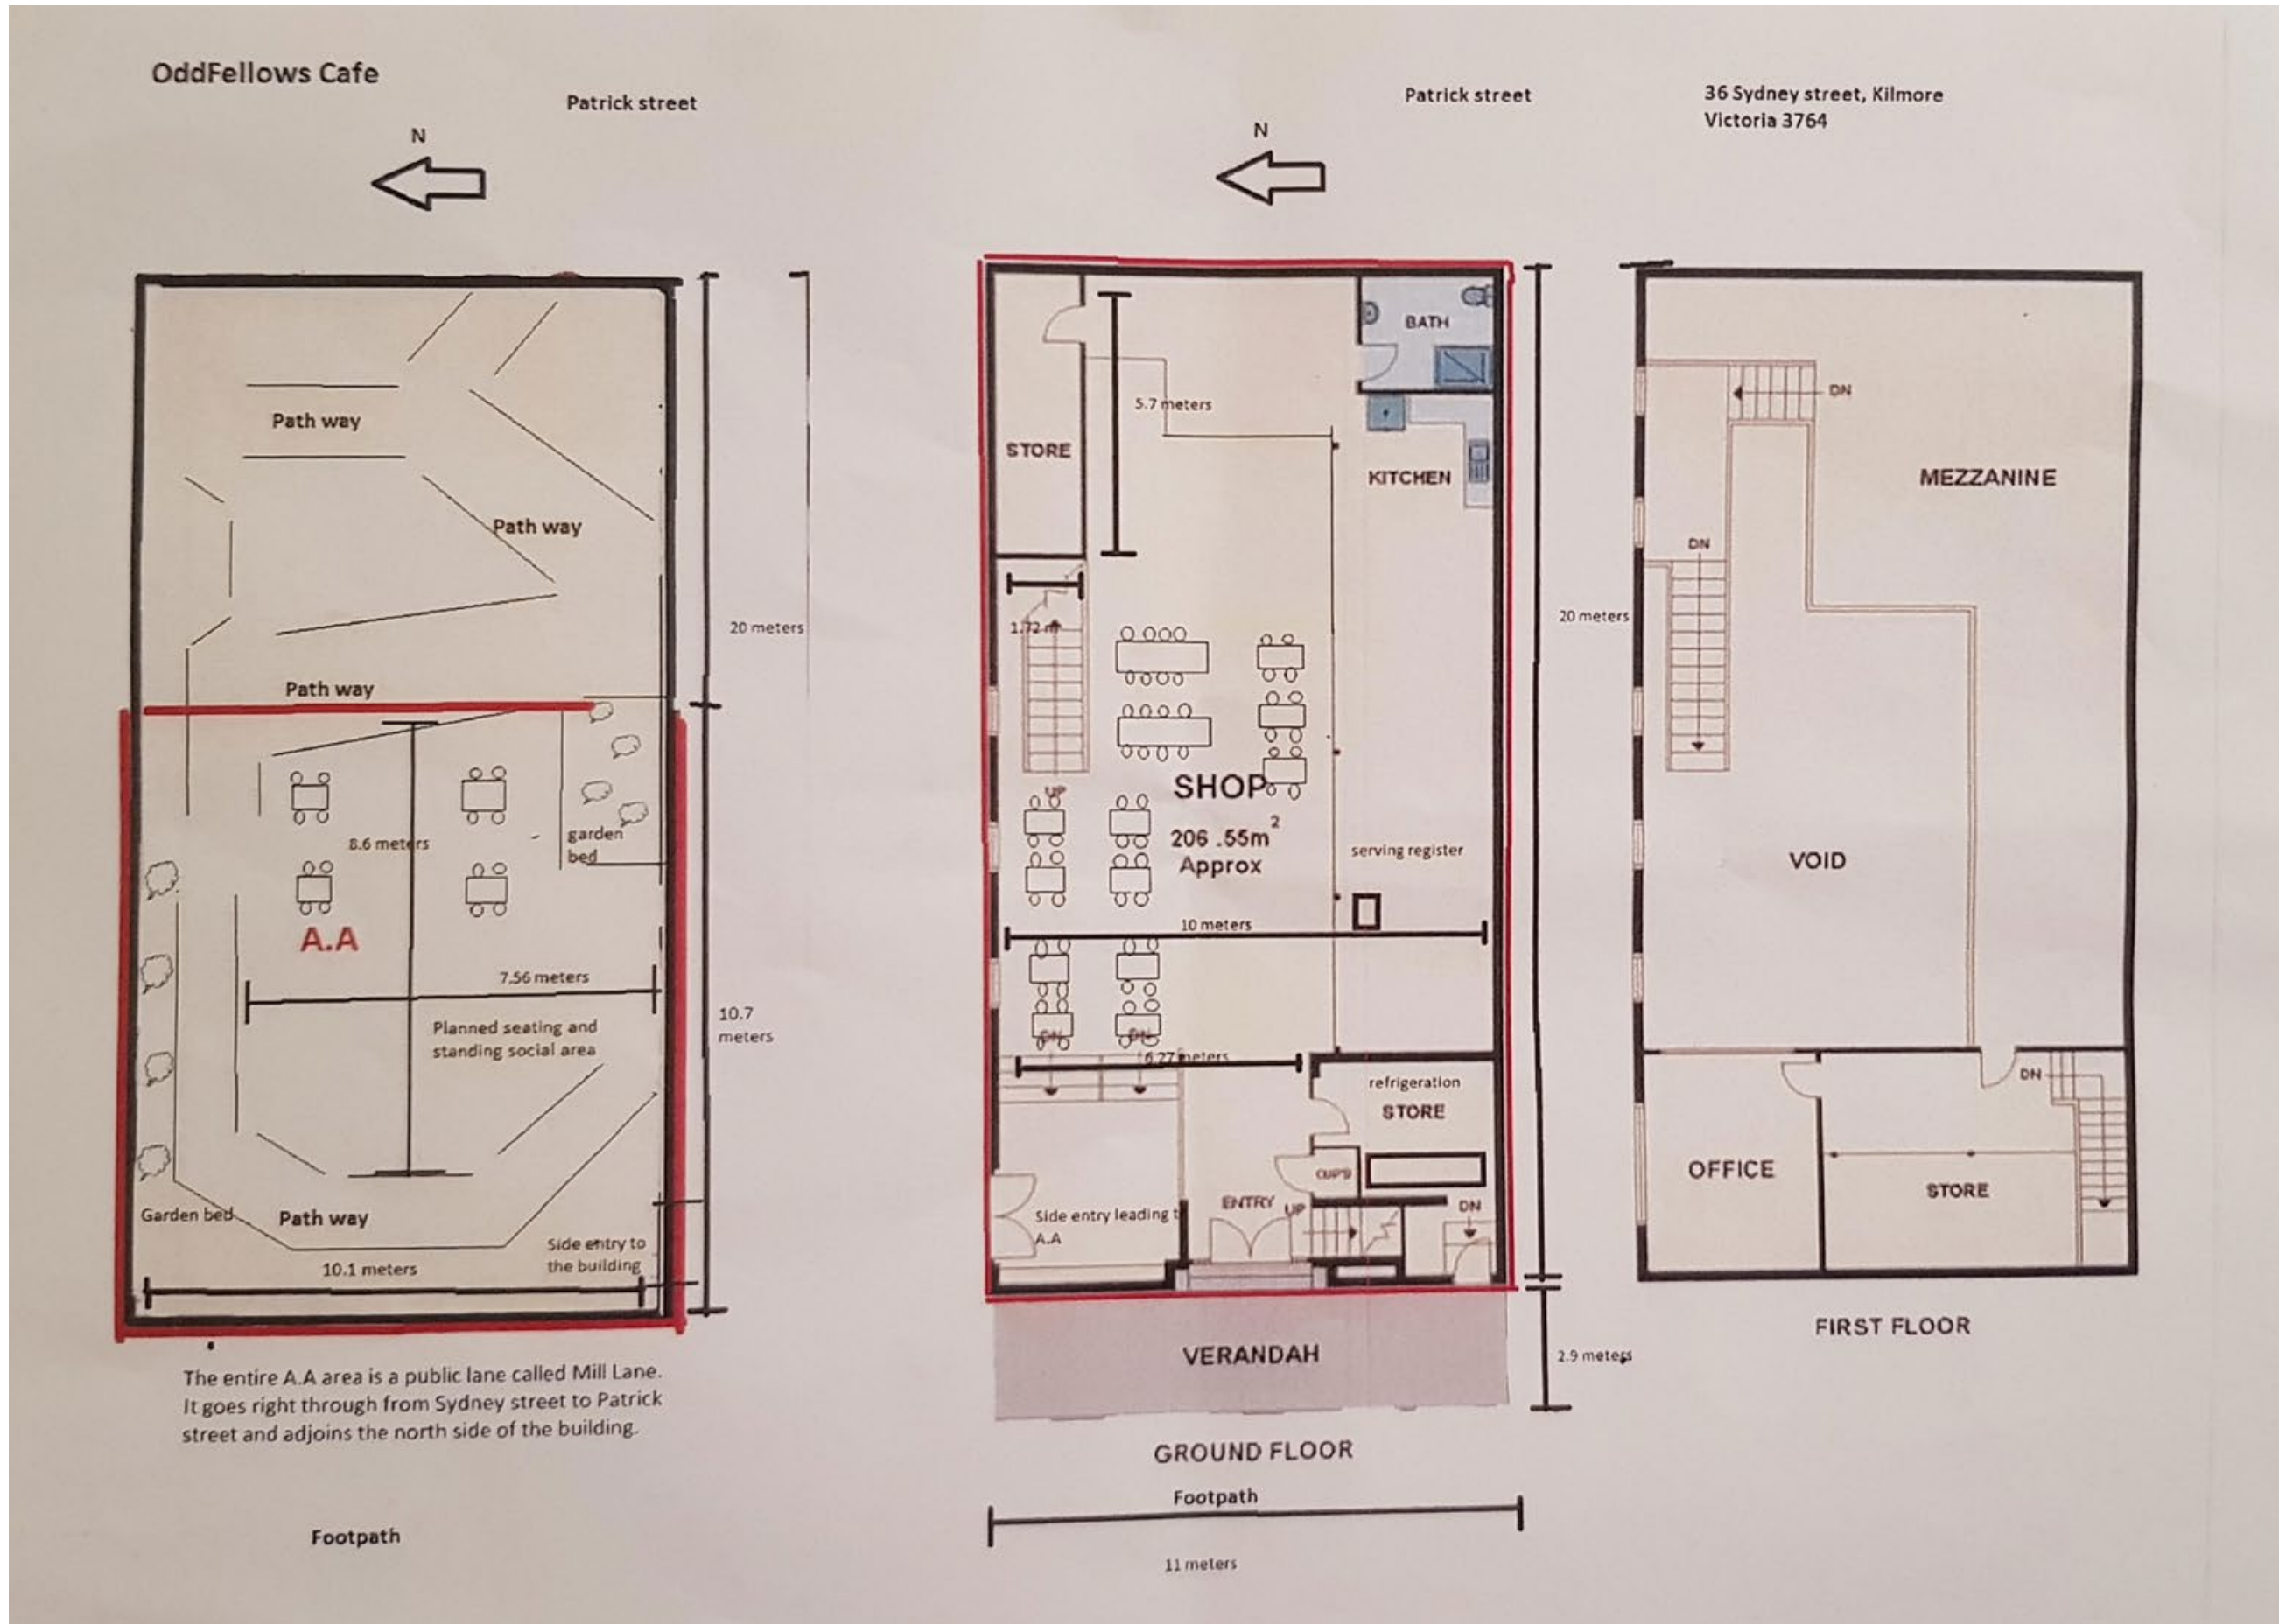 OddFellows Cafe
Patrick street
N
Patrick street
N
36 Sydney street, Kilmore
Victoria 3764
Path way
Path way
Path way
20 meters
8.6 meters
garden
bed
A.A
7.56 meters
Planned seating and
standing social area
10.7
meters
Garden bed
Path way
Side entry to
the building
10.1 meters
The entire A.A area is a public lane called Mill Lane.
It goes right through from Sydney street to Patrick
street and adjoins the north side of the building.
Footpath
BATH
5.7 meters
STORE
KITCHEN
1.72 m
20 meters
UP
SHOP
206 .55m2
Approx
serving register
10 meters
DN
DN
6.27 meters
refrigeration
STORE
CUP'D
ENTRY
UP
DN
Side entry leading t
A.A
VERANDAH
2.9 meters
GROUND FLOOR
Footpath
11 meters
DN
MEZZANINE
DN
VOID
DN
OFFICE
STORE
FIRST FLOOR